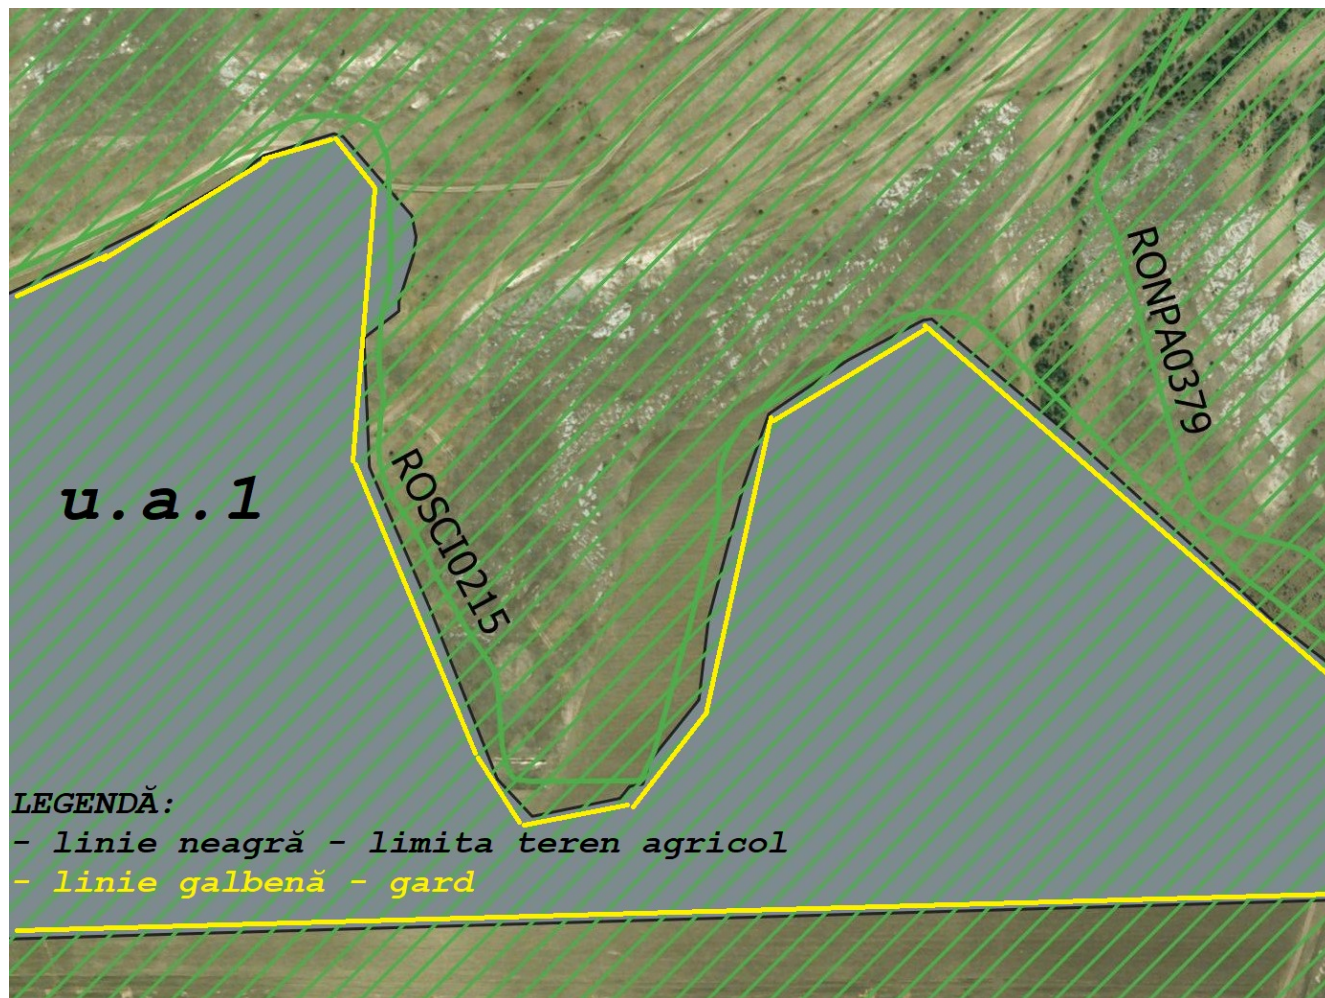 RONPA0379
u.a.1
ROSCI0215
LEGENDĂ:
- linie neagră - limita teren agricol
- linie galbenă - gard